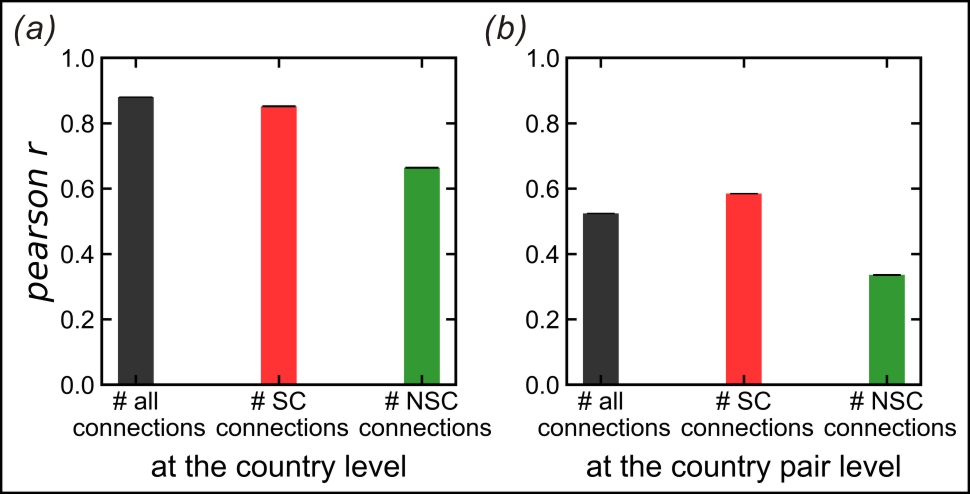 (a)
pearson r
1.0
0.8
0.6
0.4
0.2
0.0
# all connections
# SC connections
# NSC connections
at the country level
(b)
1.0
0.8
0.6
0.4
0.2
0.0
# all connections
# SC connections
# NSC connections
at the country pair level